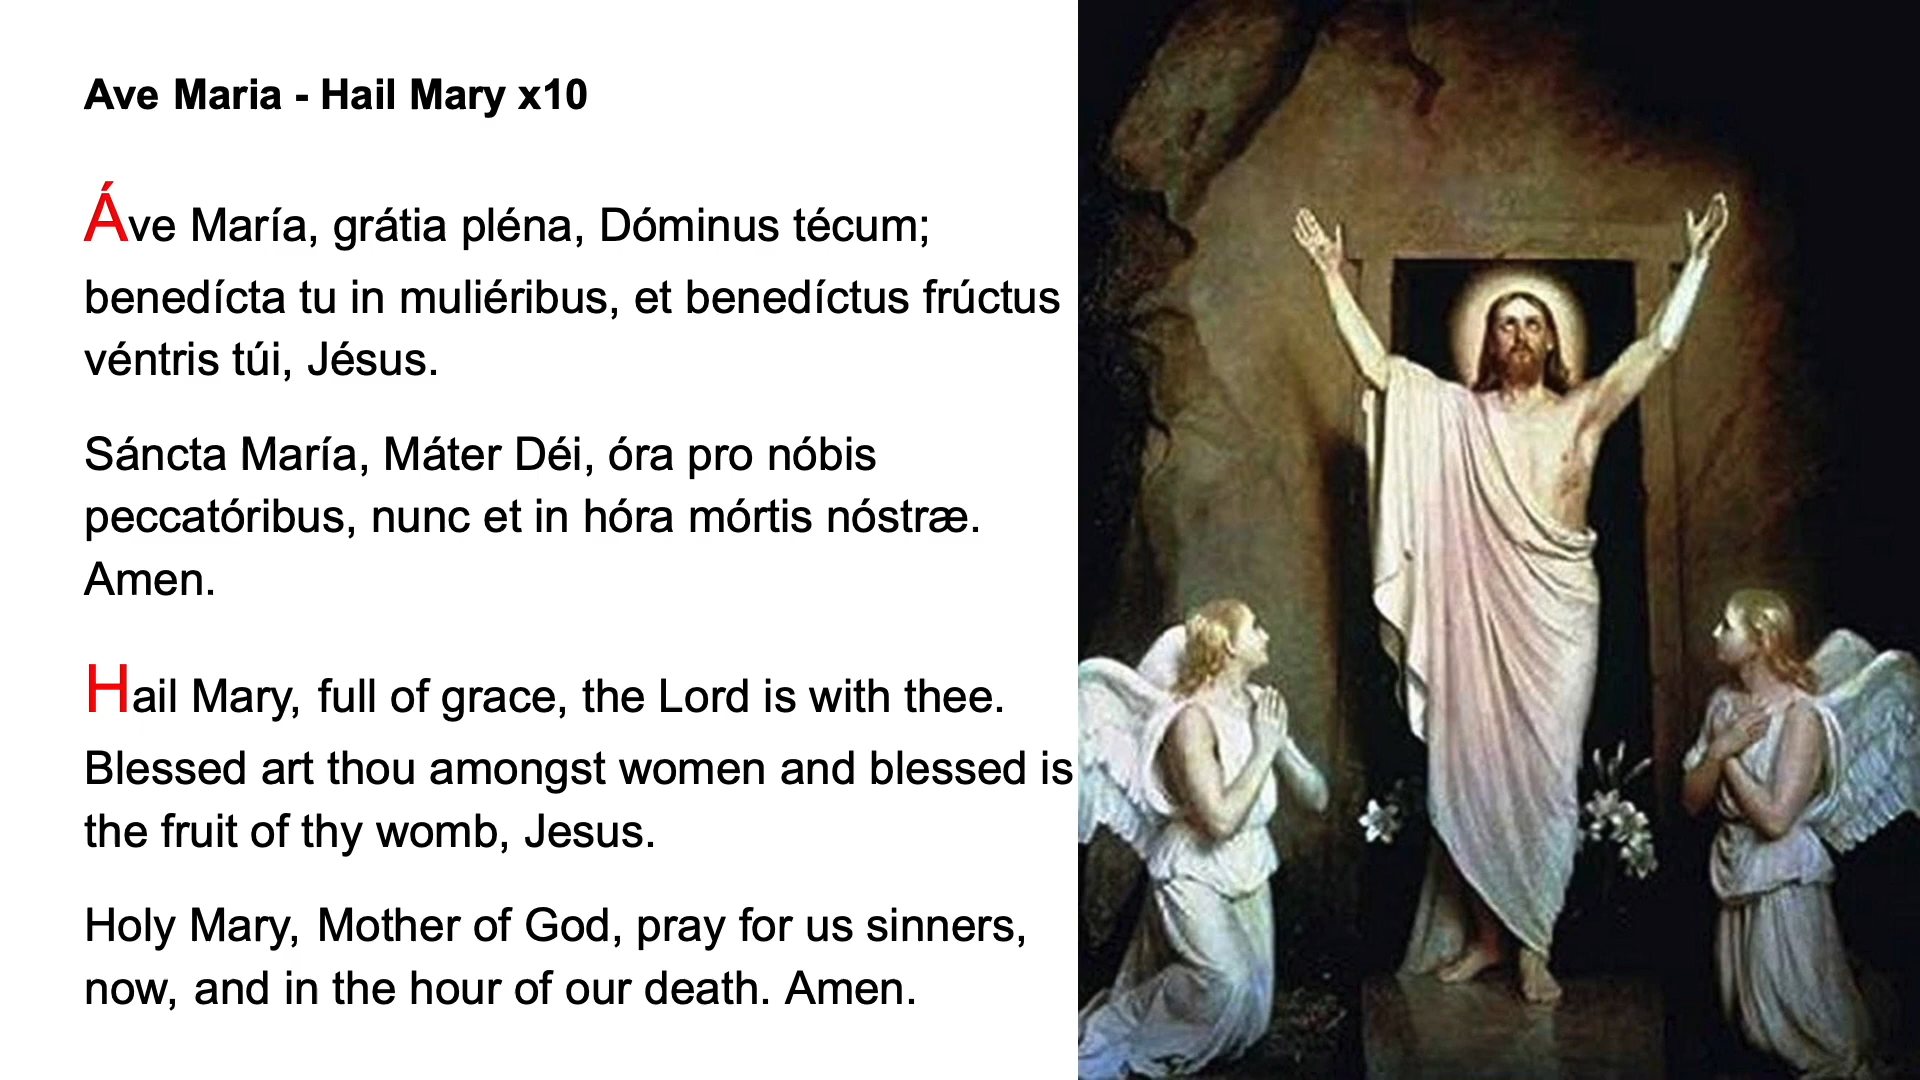 Ave Maria - Hail Mary x10
Áve María, grátia pléna, Dóminus técum;
benedícta tu in muliéribus, et benedíctus frúctus
véntris túi, Jésus.
Sáncta María, Máter Déi, óra pro nóbis
peccatóribus, nunc et in hóra mórtis nóstræ.
Amen.
Hail Mary, full of grace, the Lord is with thee.
Blessed art thou amongst women and blessed is
the fruit of thy womb, Jesus.
Holy Mary, Mother of God, pray for us sinners,
now, and in the hour of our death. Amen.